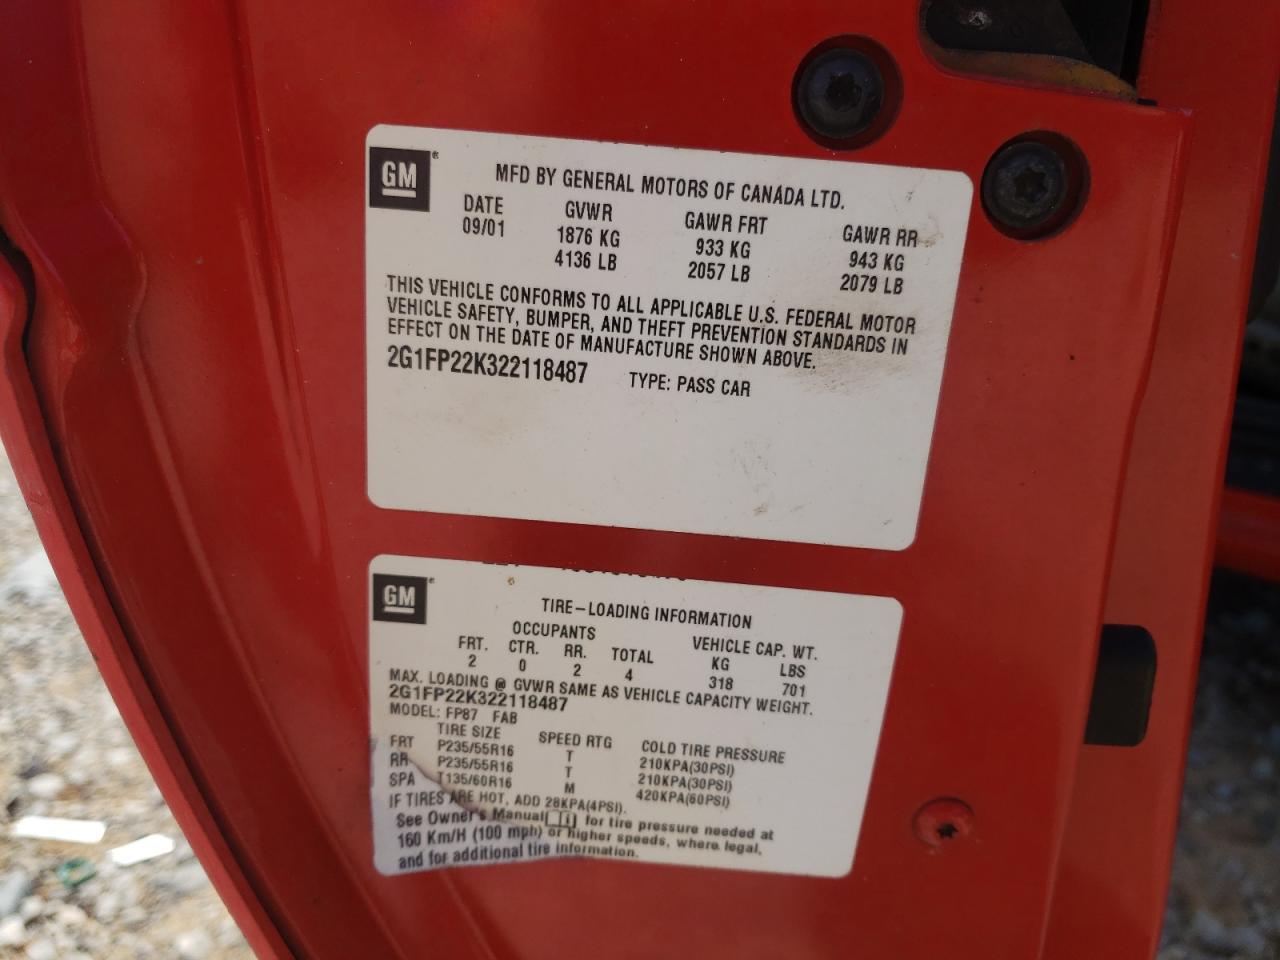 GM
MFD BY GENERAL MOTORS OF CANADA LTD.
DATE GVWR GAWR FRT GAWR RR
09/01 1876 KG 933 KG 943 KG
4136 LB 2057 LB 2079 LB
THIS VEHICLE CONFORMS TO ALL APPLICABLE U.S. FEDERAL MOTOR
VEHICLE SAFETY, BUMPER, AND THEFT PREVENTION STANDARDS IN
EFFECT ON THE DATE OF MANUFACTURE SHOWN ABOVE.
2G1FP22K322118487 TYPE: PASS CAR
GM
TIRE-LOADING INFORMATION
OCCUPANTS VEHICLE CAP. WT.
FRT. CTR. RR. TOTAL KG LBS
2 0 2 4 318 701
MAX. LOADING @ GVWR SAME AS VEHICLE CAPACITY WEIGHT.
2G1FP22K322118487
MODEL: FP87 FAB
TIRE SIZE SPEED RTG COLD TIRE PRESSURE
FRT P235/55R16 T 210KPA(30PSI)
RR P235/55R16 T 210KPA(30PSI)
SPA T135/60R16 M 420KPA(60PSI)
IF TIRES ARE HOT, ADD 28KPA(4PSI).
See Owner's Manual for tire pressure needed at
160 Km/H (100 mph) or higher speeds, where legal,
and for additional tire information.